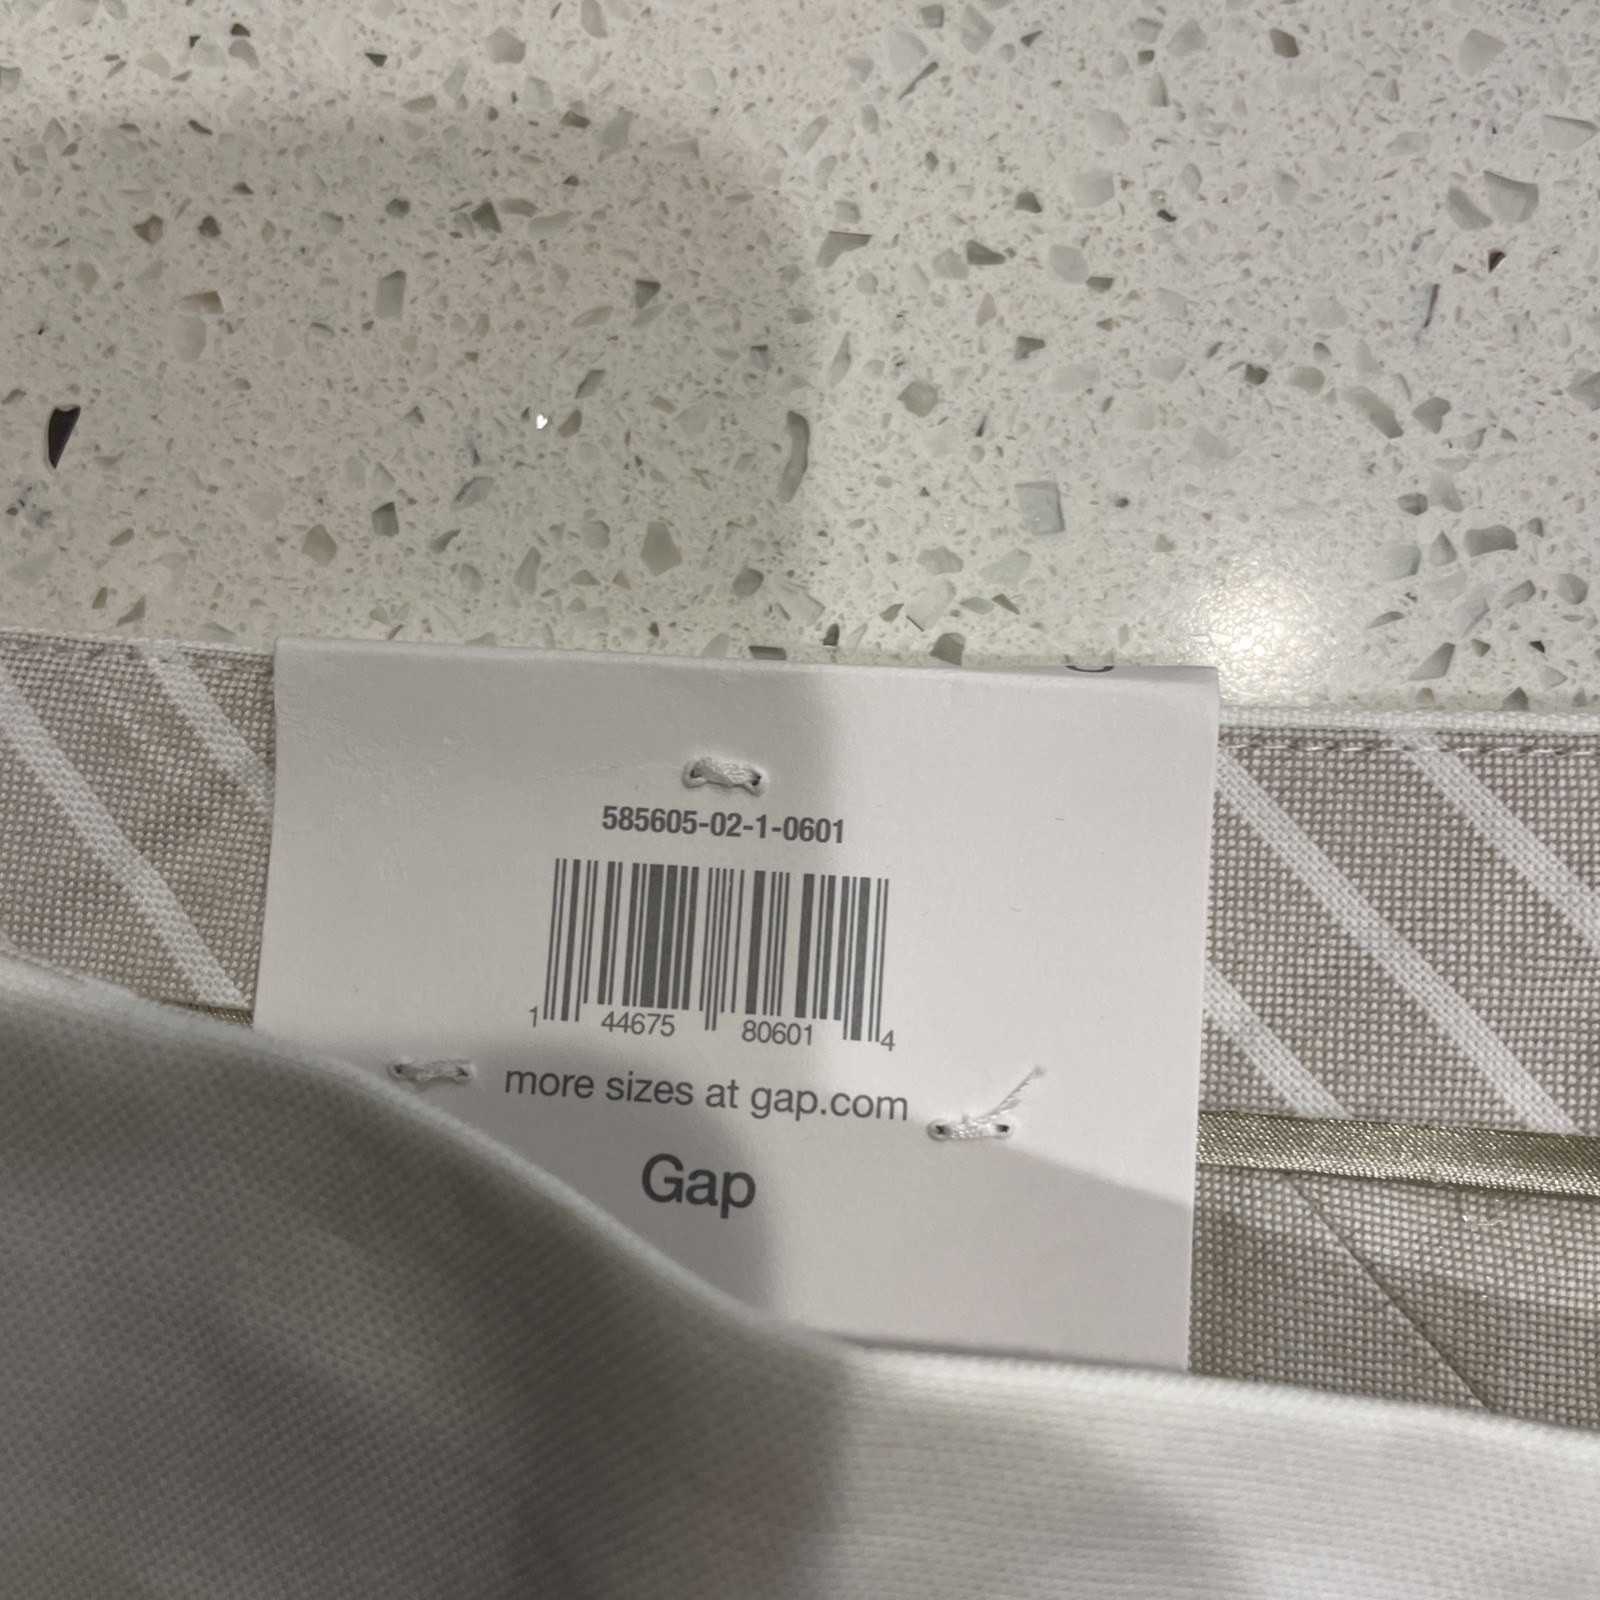 585605-02-1-0601
1 44675 80601 4
more sizes at gap.com
Gap